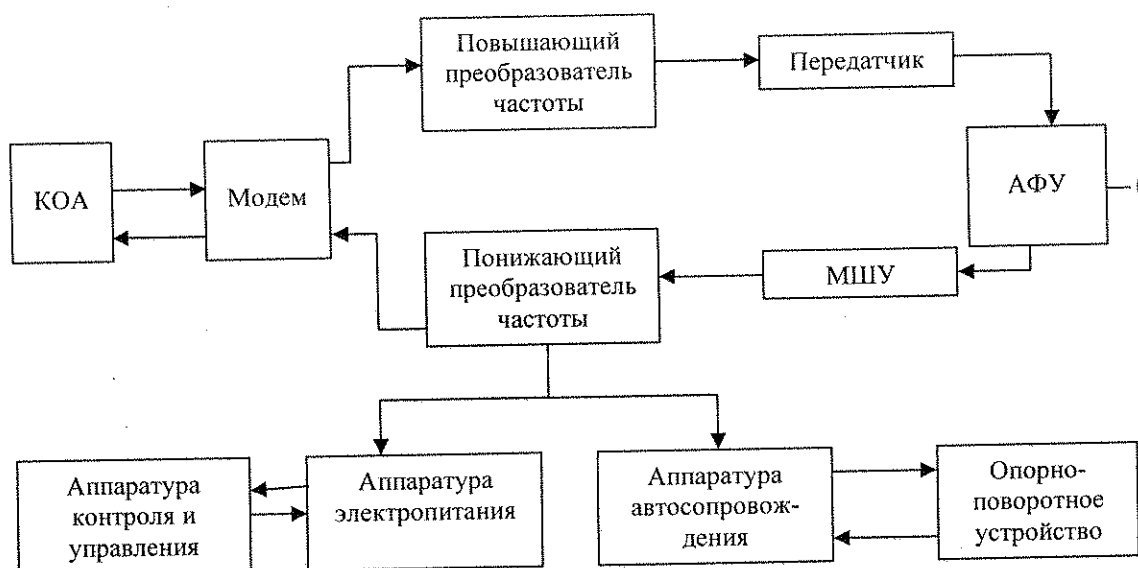 Повышающий
преобразователь
частоты
Передатчик
КОА
Модем
АФУ
Понижающий
преобразователь
частоты
МШУ
Аппаратура
контроля и
управления
Аппаратура
электропитания
Аппаратура
автосопровож-
дения
Опорно-
поворотное
устройство